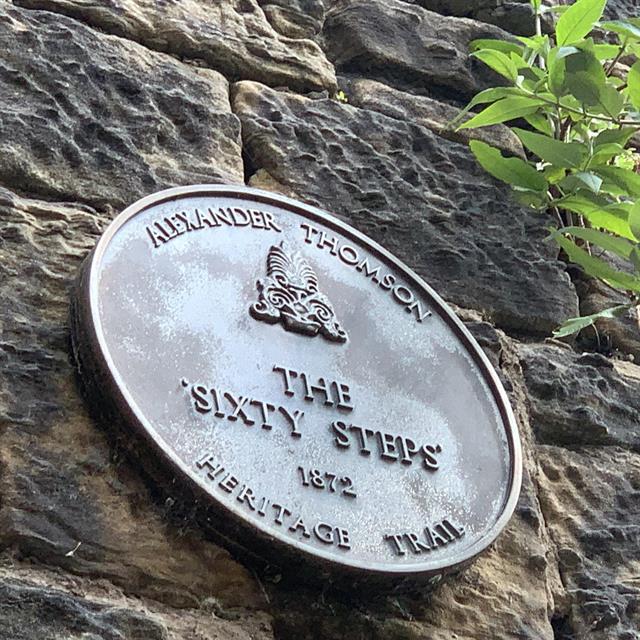 ALEXANDER THOMSON
THE
'SIXTY STEPS'
1872
HERITAGE TRAIL